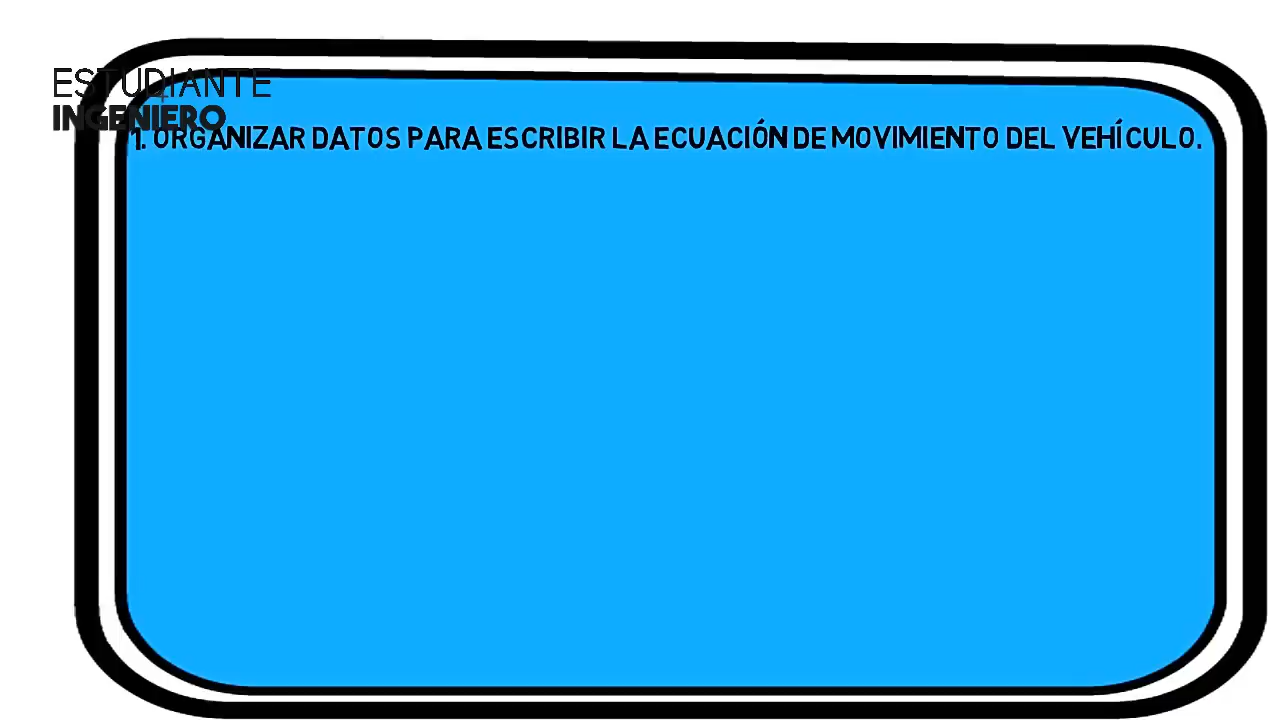 ESTUDIANTE
INGENIERO
1. ORGANIZAR DATOS PARA ESCRIBIR LA ECUACIÓN DE MOVIMIENTO DEL VEHÍCULO.